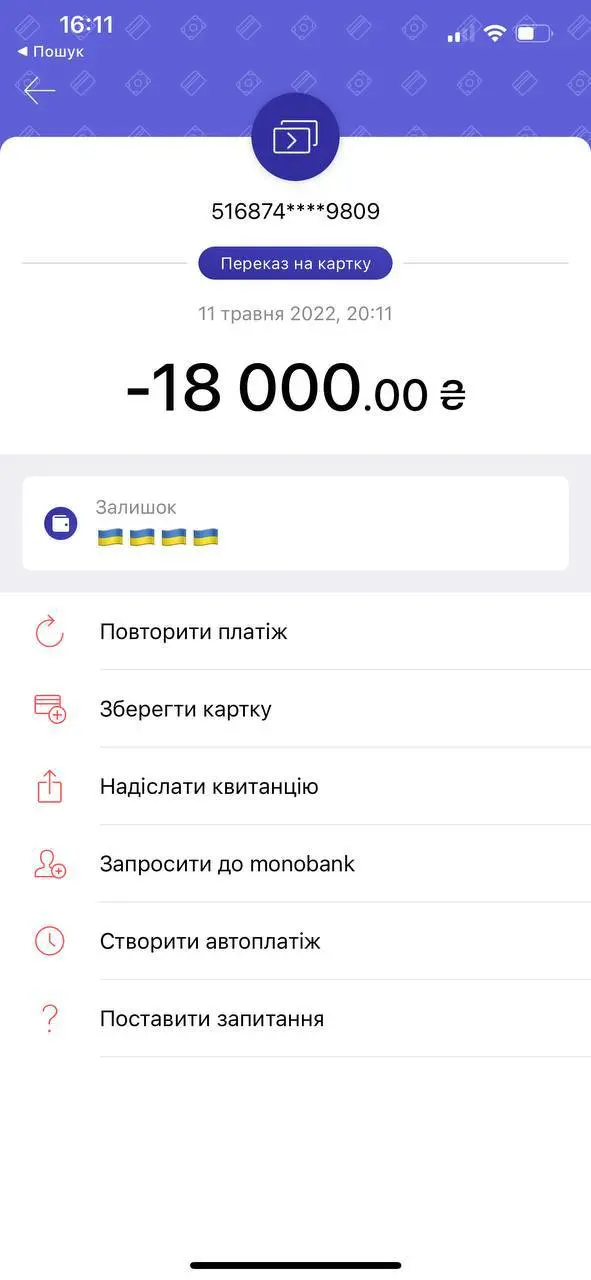 16:11
◀ Пошук
516874****9809
Переказ на картку
11 травня 2022, 20:11
-18 000.00 ₴
Залишок
🇺🇦 🇺🇦 🇺🇦 🇺🇦
Повторити платіж
Зберегти картку
Надіслати квитанцію
Запросити до monobank
Створити автоплатіж
Поставити запитання